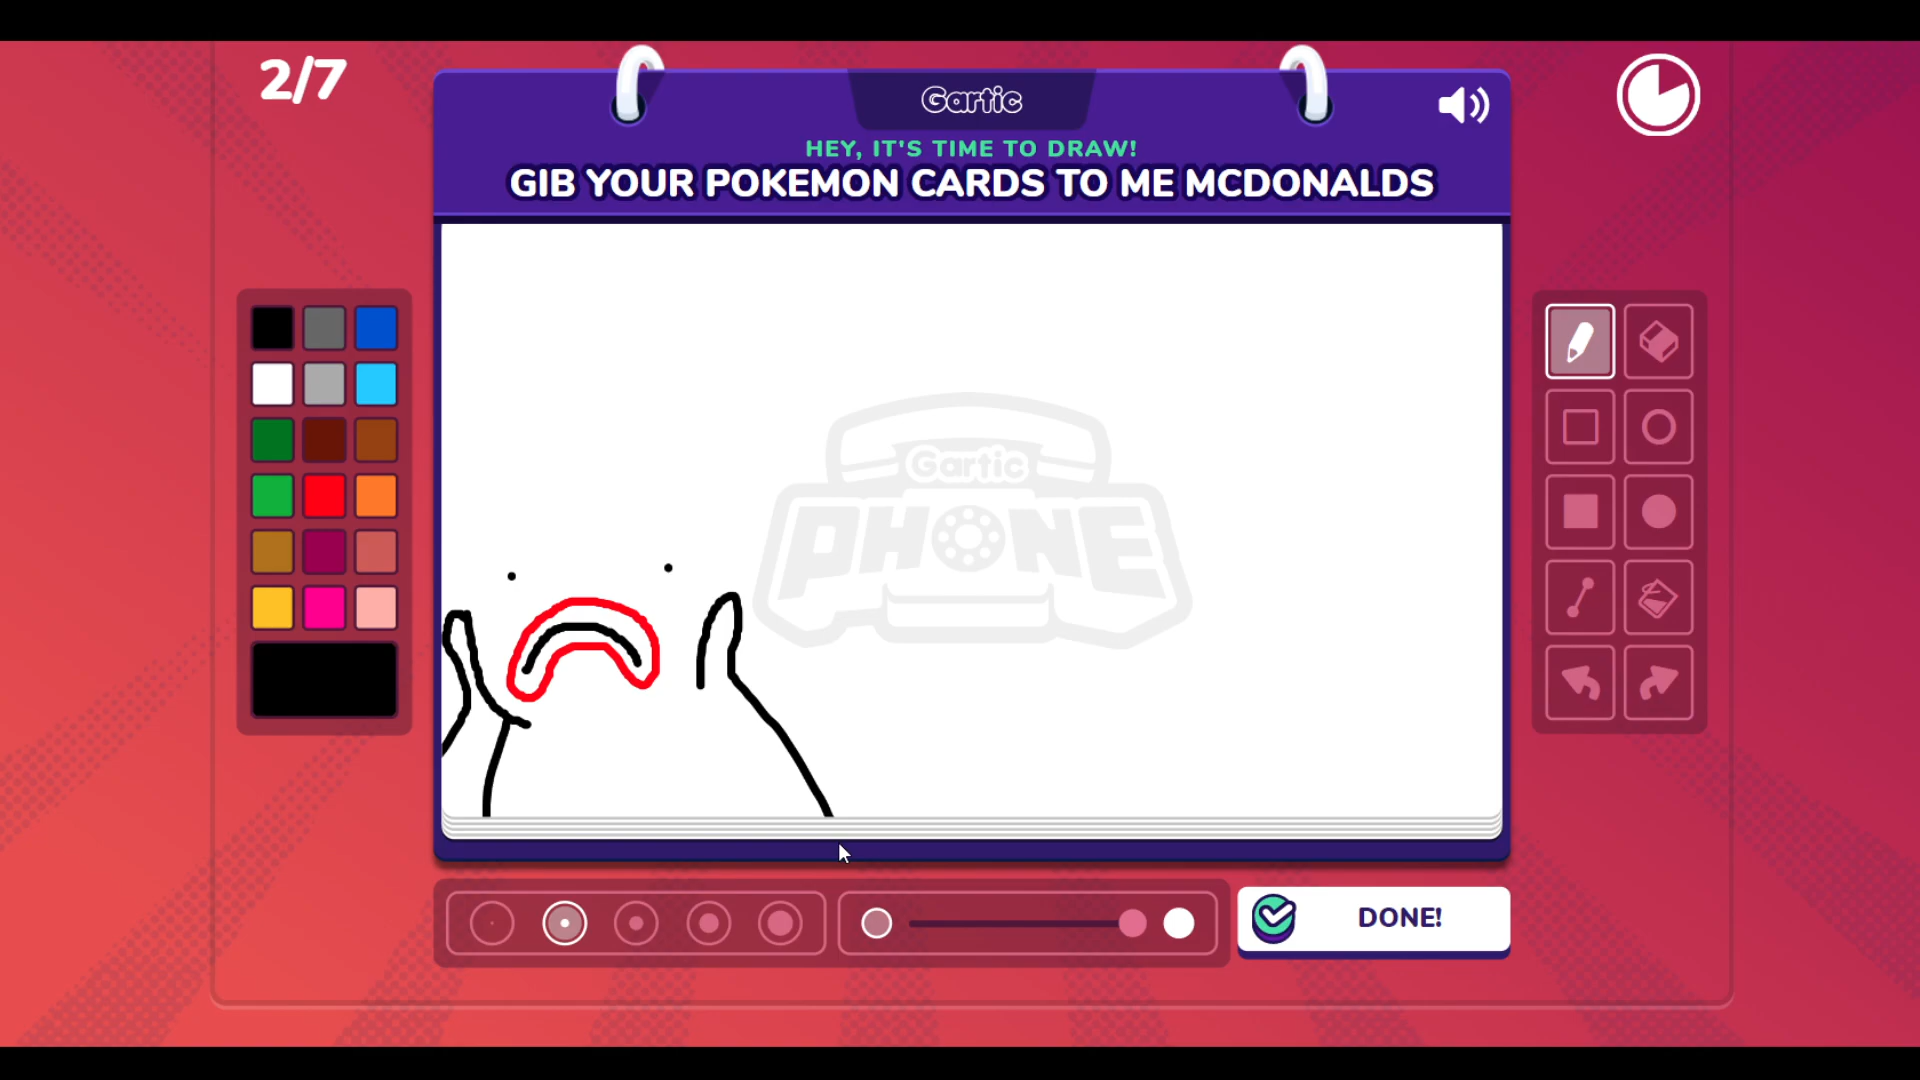 2/7
Gartic
HEY, IT'S TIME TO DRAW!
GIB YOUR POKEMON CARDS TO ME MCDONALDS
Gartic
PHONE
DONE!